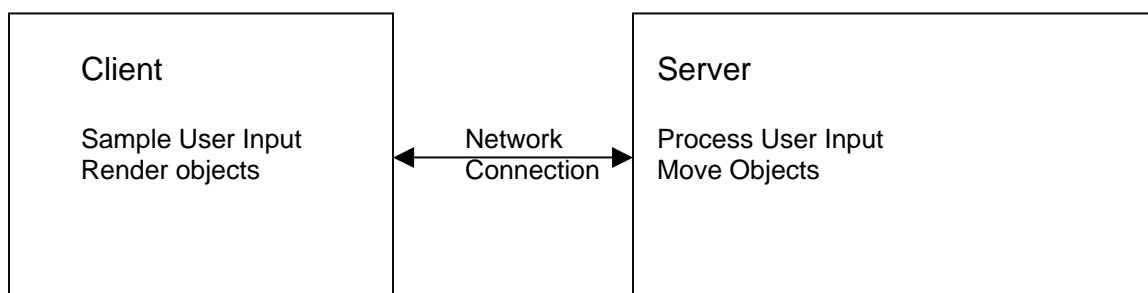 Client
Sample User Input
Render objects
Network
Connection
Server
Process User Input
Move Objects